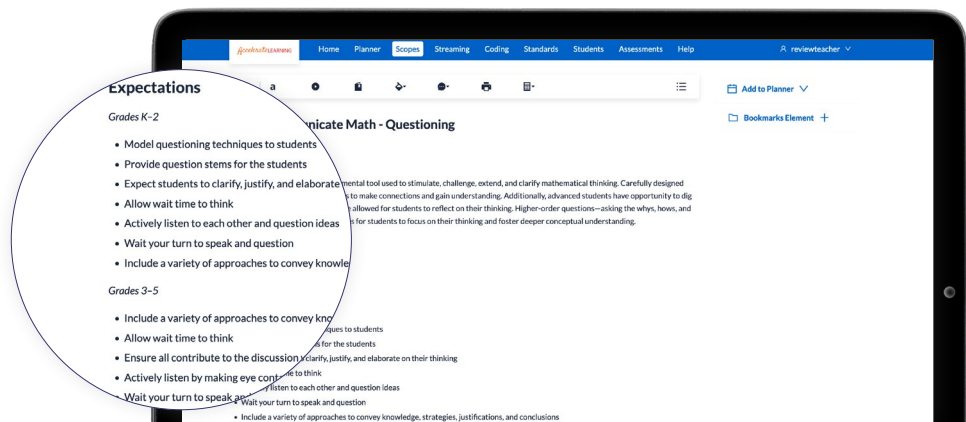 AccelerateLEARNING Home Planner Scopes Streaming Coding Standards Students Assessments Help reviewteacher
a
Add to Planner
Bookmarks Element
Expectations
Grades K–2
• Model questioning techniques to students
• Provide question stems for the students
• Expect students to clarify, justify, and elaborate
• Allow wait time to think
• Actively listen to each other and question ideas
• Wait your turn to speak and question
• Include a variety of approaches to convey knowle
Grades 3–5
• Include a variety of approaches to convey
• Allow wait time to think
• Ensure all contribute to the discussion
• Actively listen by making eye
• Wait your turn to speak
Math - Questioning
tool used to stimulate, challenge, extend, and clarify mathematical thinking. Carefully designed
to make connections and gain understanding. Additionally, advanced students have opportunity to dig
allowed for students to reflect on their thinking. Higher-order questions—asking the whys, hows, and
for students to focus on their thinking and foster deeper conceptual understanding.
to students
for the students
clarify, justify, and elaborate on their thinking
to think
listen to each other and question ideas
• Wait your turn to speak and question
• Include a variety of approaches to convey knowledge, strategies, justifications, and conclusions